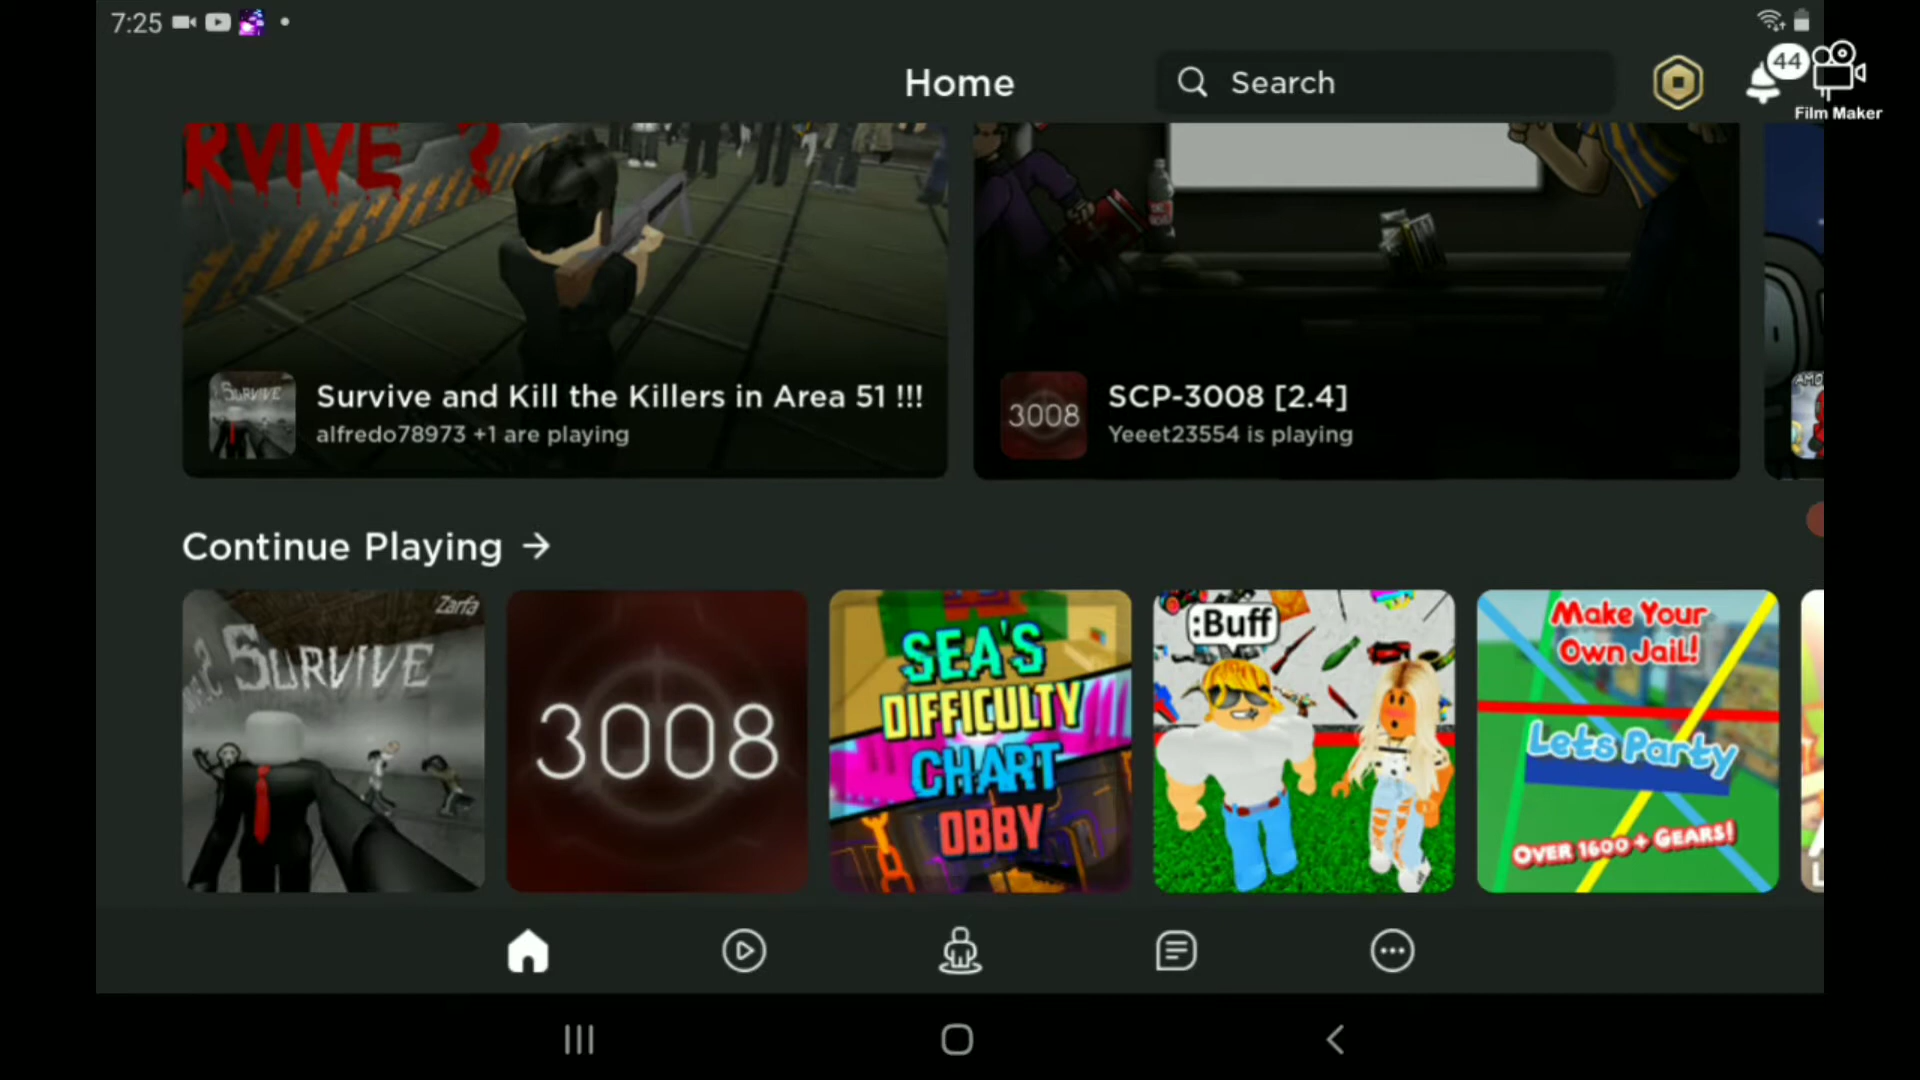 7:25
Home
Search
44
Film Maker
RVIVE ?
SURVIVE
Survive and Kill the Killers in Area 51 !!!
alfredo78973 +1 are playing
3008
SCP-3008 [2.4]
Yeeet23554 is playing
Continue Playing →
Zarfa
SURVIVE
3008
SEA'S
DIFFICULTY
CHART
OBBY
:Buff
Make Your
Own JaiL!
Lets Party
OVER 1600 + GEARS!